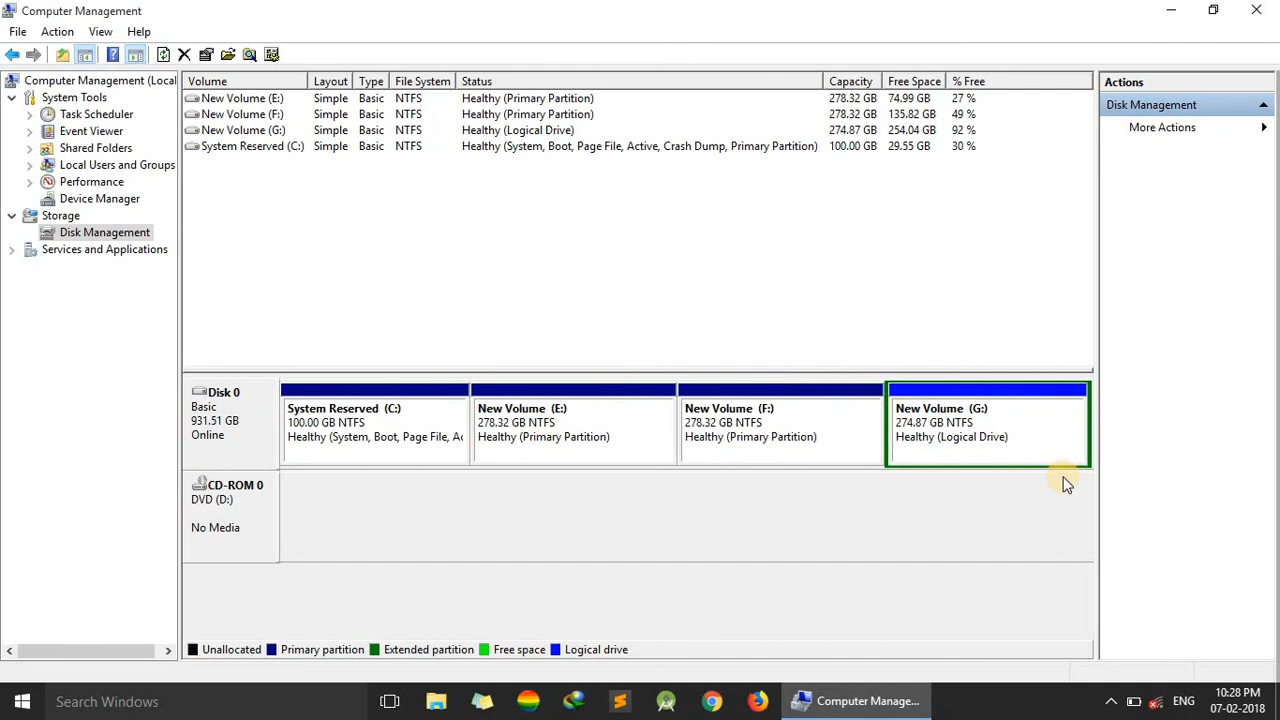 Computer Management
File Action View Help
Computer Management (Local
System Tools
Task Scheduler
Event Viewer
Shared Folders
Local Users and Groups
Performance
Device Manager
Storage
Disk Management
Services and Applications
Volume Layout Type File System Status Capacity Free Space % Free
New Volume (E:) Simple Basic NTFS Healthy (Primary Partition) 278.32 GB 74.99 GB 27 %
New Volume (F:) Simple Basic NTFS Healthy (Primary Partition) 278.32 GB 135.82 GB 49 %
New Volume (G:) Simple Basic NTFS Healthy (Logical Drive) 274.87 GB 254.04 GB 92 %
System Reserved (C:) Simple Basic NTFS Healthy (System, Boot, Page File, Active, Crash Dump, Primary Partition) 100.00 GB 29.55 GB 30 %
Actions
Disk Management
More Actions
Disk 0
Basic
931.51 GB
Online
System Reserved (C:)
100.00 GB NTFS
Healthy (System, Boot, Page File, Ac
New Volume (E:)
278.32 GB NTFS
Healthy (Primary Partition)
New Volume (F:)
278.32 GB NTFS
Healthy (Primary Partition)
New Volume (G:)
274.87 GB NTFS
Healthy (Logical Drive)
CD-ROM 0
DVD (D:)
No Media
Unallocated Primary partition Extended partition Free space Logical drive
Search Windows
Computer Manage...
ENG
10:28 PM
07-02-2018